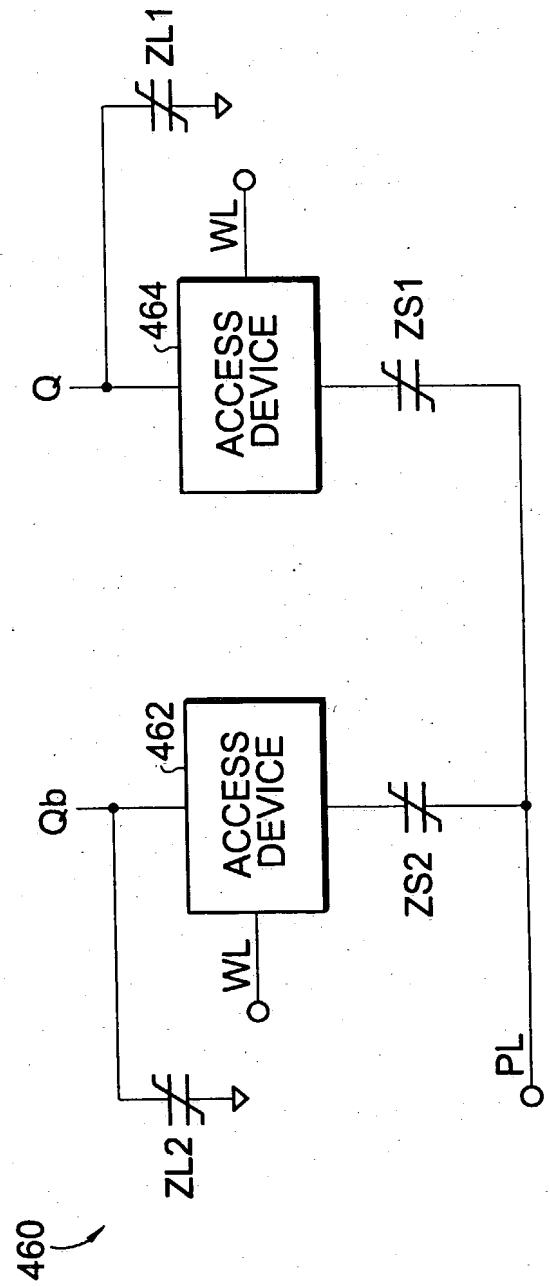 460
Qb
Q
462
464
ZL2
WL
ACCESS
DEVICE
ACCESS
DEVICE
WL
ZL1
ZS2
ZS1
PL